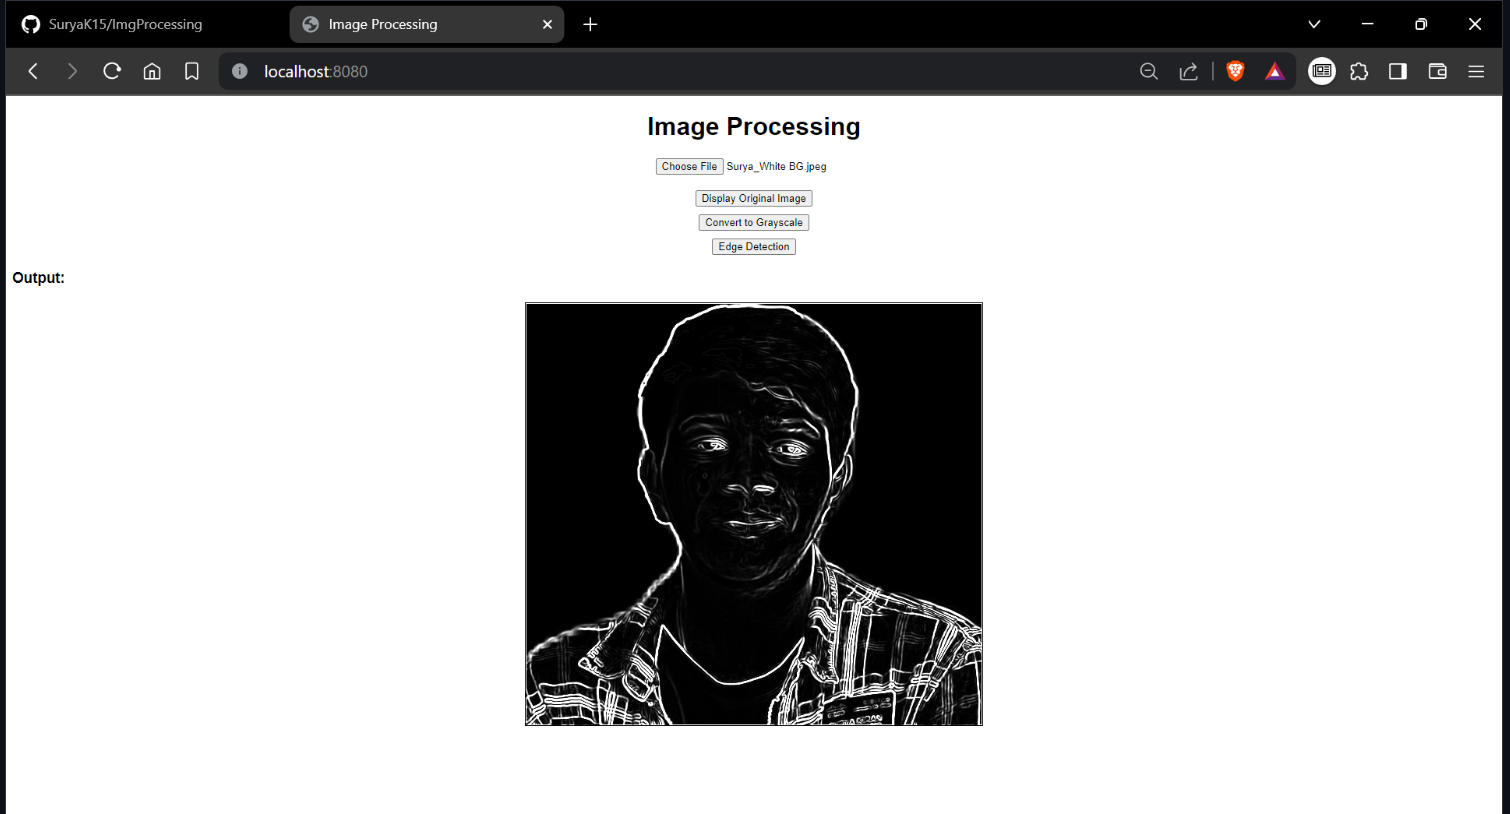 SuryaK15/ImgProcessing
Image Processing
localhost:8080
Image Processing
Choose File Surya_White BG.jpeg
Display Original Image
Convert to Grayscale
Edge Detection
Output: